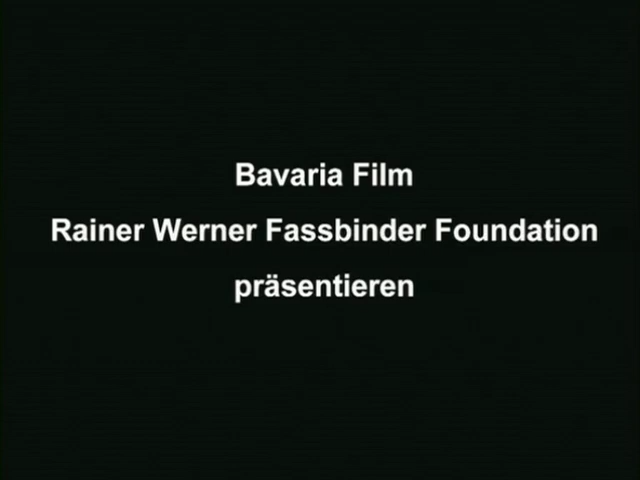 Bavaria Film
Rainer Werner Fassbinder Foundation
präsentieren